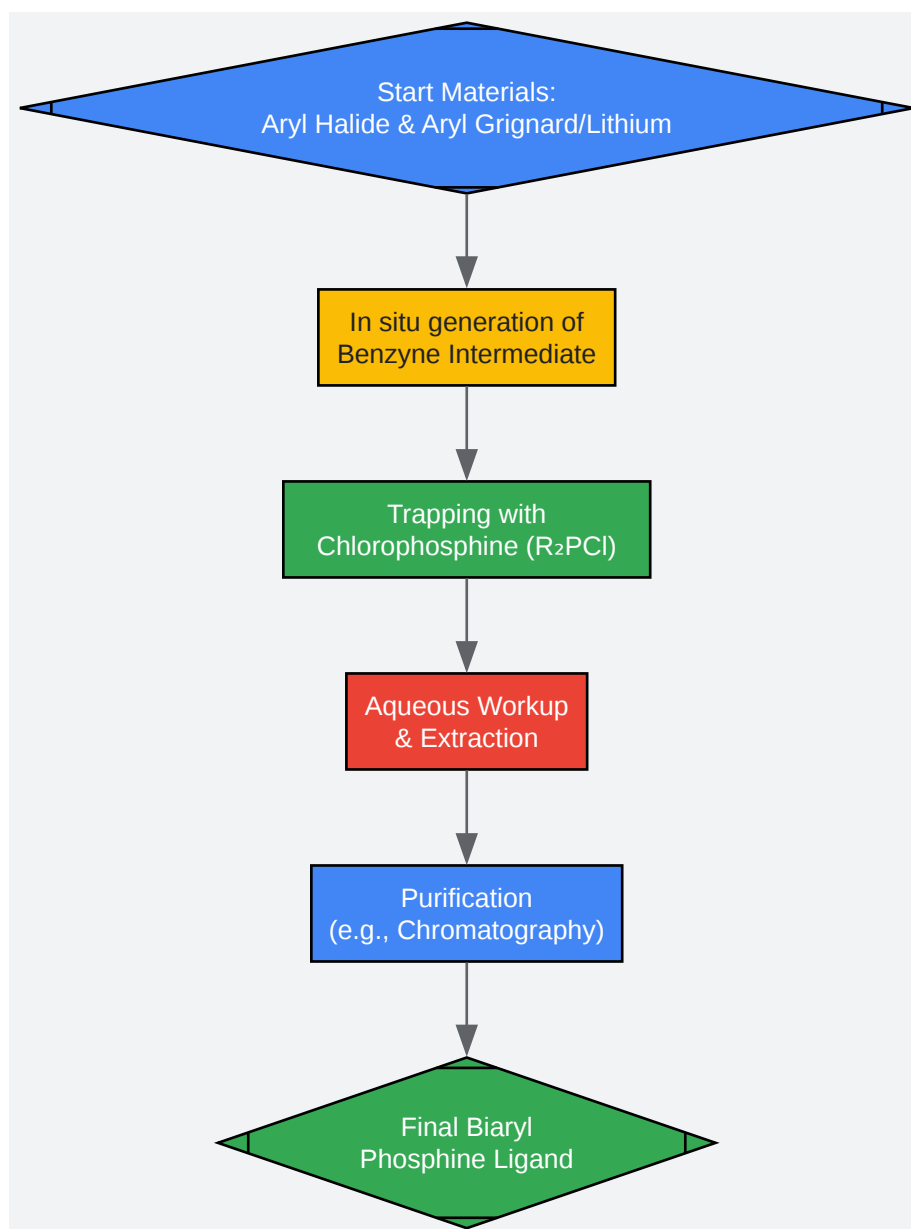 Start Materials:
Aryl Halide & Aryl Grignard/Lithium
In situ generation of
Benzyne Intermediate
Trapping with
Chlorophosphine (R₂PCl)
Aqueous Workup
& Extraction
Purification
(e.g., Chromatography)
Final Biaryl
Phosphine Ligand